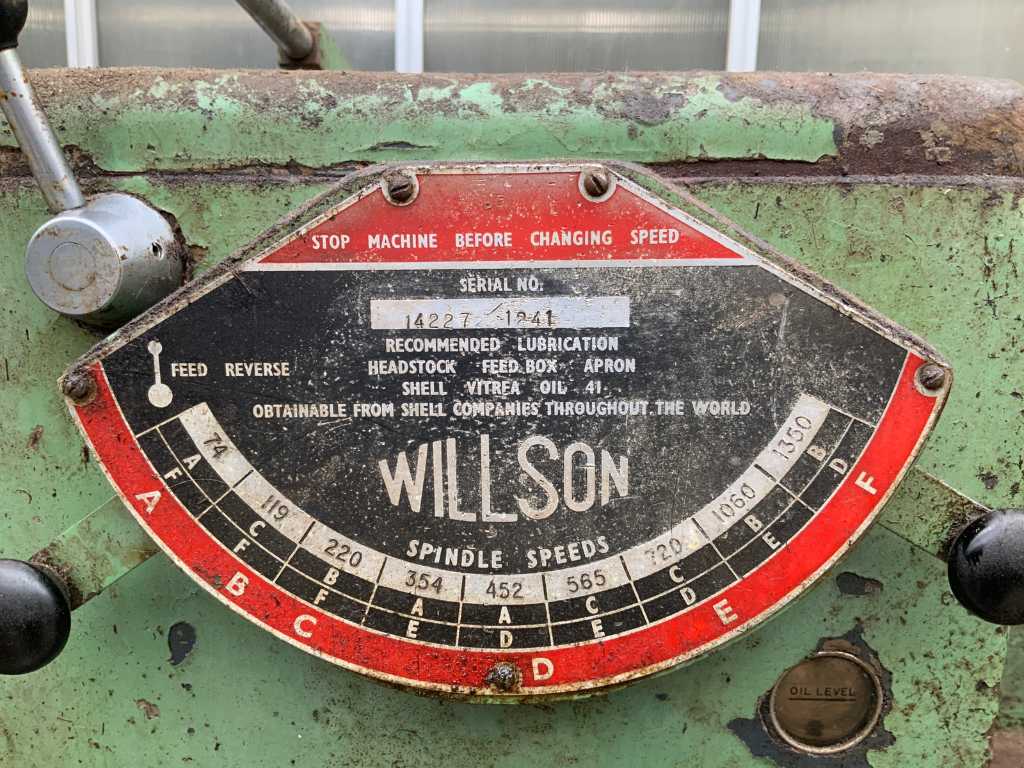 STOP MACHINE BEFORE CHANGING SPEED
SERIAL NO.
14227 1241
RECOMMENDED LUBRICATION
HEADSTOCK FEED BOX APRON
SHELL VITREA OIL 41
OBTAINABLE FROM SHELL COMPANIES THROUGHOUT THE WORLD
FEED REVERSE
WILLSON
SPINDLE SPEEDS
74 119 220 354 452 565 720 1060 1350
A C B A A C C B B
F F F E D E D E D
A B C D E F
OIL LEVEL